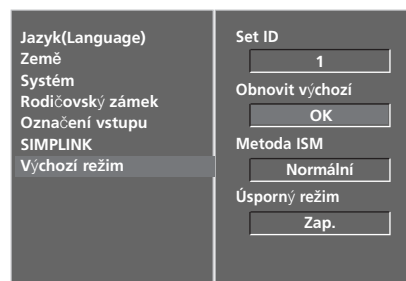 Jazyk(Language)
Země
Systém
Rodičovský zámek
Označení vstupu
SIMPLINK
Výchozí režim
Set ID
1
Obnovit výchozí
OK
Metoda ISM
Normální
Úsporný režim
Zap.